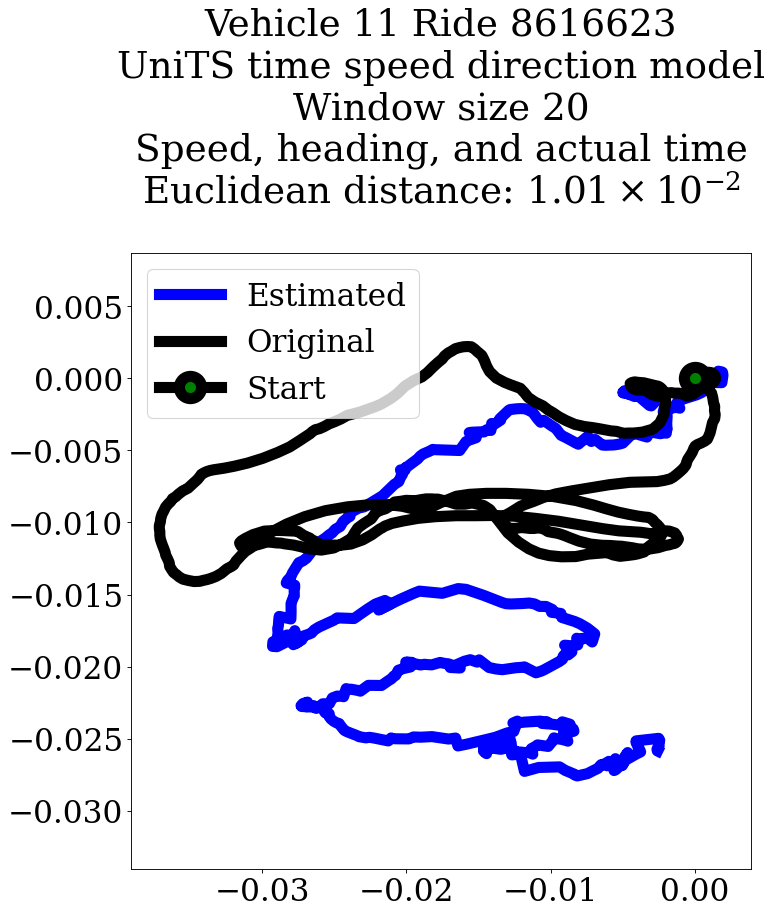 Vehicle 11 Ride 8616623
UniTS time speed direction model
Window size 20
Speed, heading, and actual time
Euclidean distance: 1.01 × 10⁻²
Estimated
Original
Start
0.005
0.000
−0.005
−0.010
−0.015
−0.020
−0.025
−0.030
−0.03 −0.02 −0.01 0.00